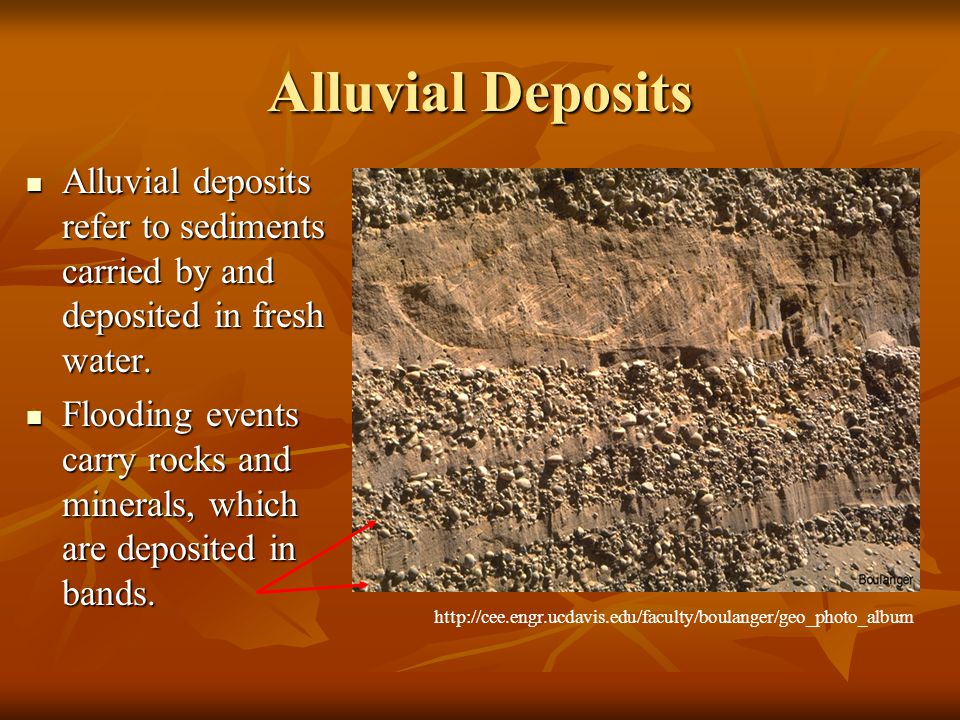 Alluvial Deposits
Alluvial deposits
refer to sediments
carried by and
deposited in fresh
water.
Flooding events
carry rocks and
minerals, which
are deposited in
bands.
Boulanger
http://cee.engr.ucdavis.edu/faculty/boulanger/geo_photo_album